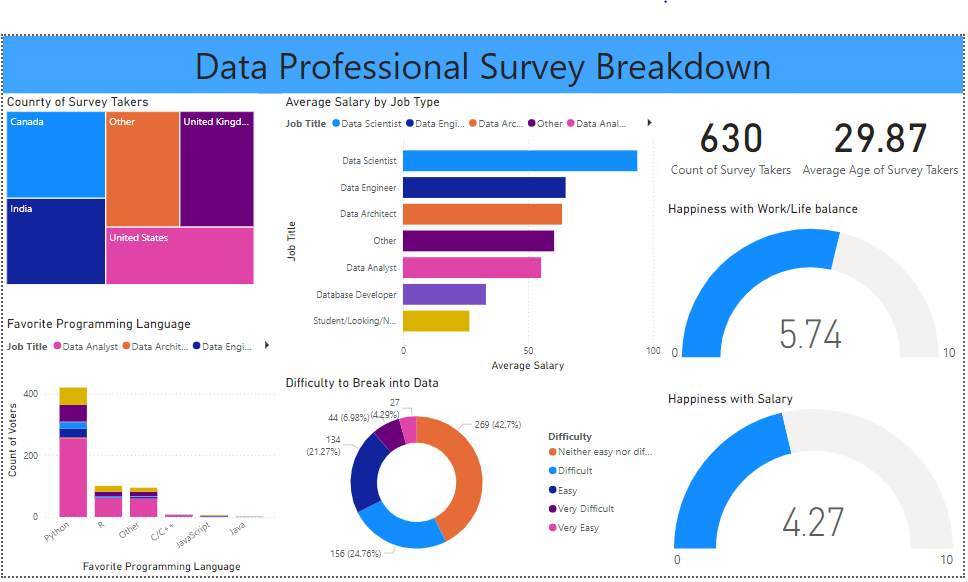 Data Professional Survey Breakdown
Counrty of Survey Takers
Canada
Other
United Kingd...
India
United States
Average Salary by Job Type
Job Title Data Scientist Data Engi... Data Arc... Other Data Anal...
Job Title
Data Scientist
Data Engineer
Data Architect
Other
Data Analyst
Database Developer
Student/Looking/N...
0 50 100
Average Salary
630
Count of Survey Takers
29.87
Average Age of Survey Takers
Happiness with Work/Life balance
5.74
0 10
Favorite Programming Language
Job Title Data Analyst Data Archit... Data Engi...
Count of Voters
400
200
0
Python R Other C/C++ JavaScript Java
Favorite Programming Language
Difficulty to Break into Data
27
(4.29%)
44 (6.98%)
134
(21.27%)
269 (42.7%)
156 (24.76%)
Difficulty
Neither easy nor dif...
Difficult
Easy
Very Difficult
Very Easy
Happiness with Salary
4.27
0 10